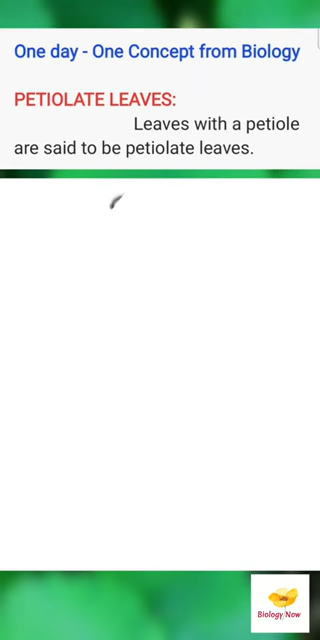 One day - One Concept from Biology
PETIOLATE LEAVES:
Leaves with a petiole
are said to be petiolate leaves.
Biology Now